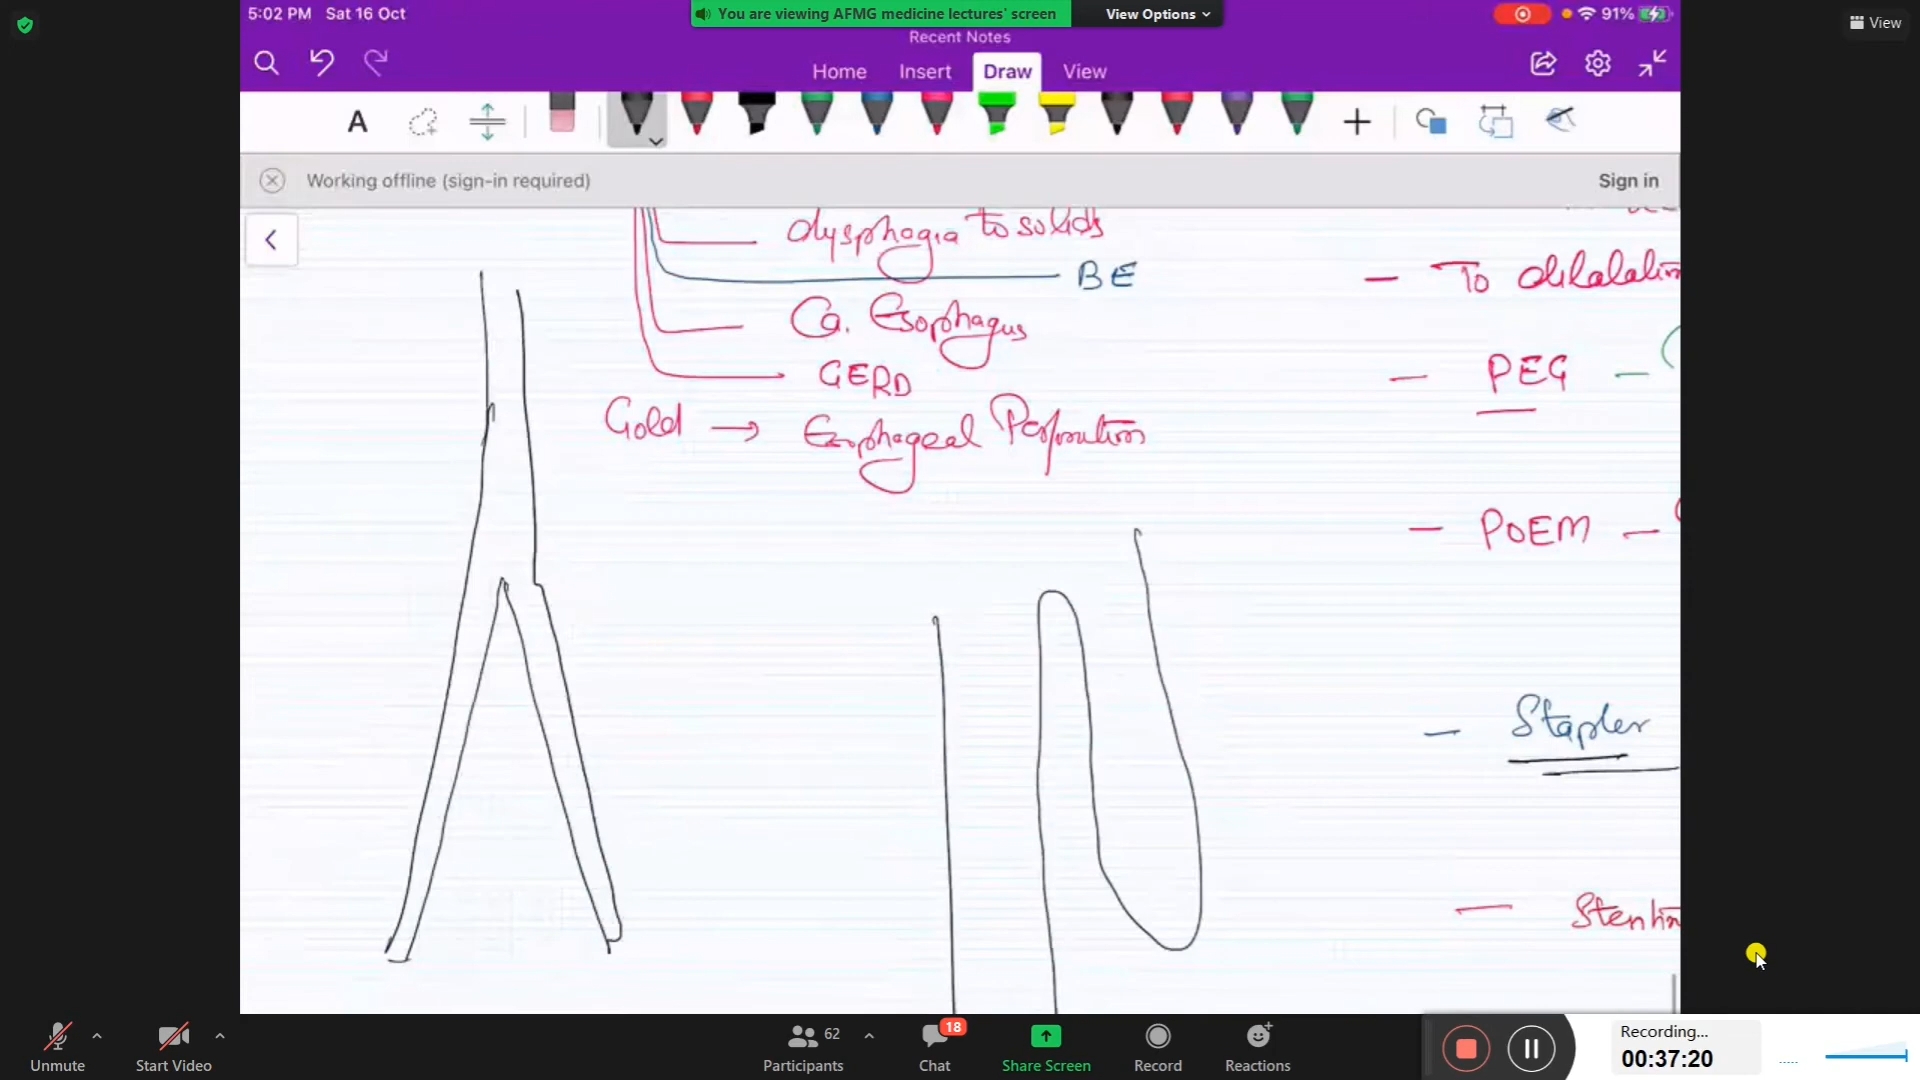 5:02 PM Sat 16 Oct
You are viewing AFMG medicine lectures' screen
View Options
91%
View
Recent Notes
Home Insert Draw View
A
Working offline (sign-in required)
Sign in
dysphagia to solids
BE
Ca. Esophagus
GERD
Gold → Esophageal Perforation
- To
- PEG -
- POEM -
- Stapler
Unmute
Start Video
62
Participants
18
Chat
Share Screen
Record
Reactions
Recording...
00:37:20